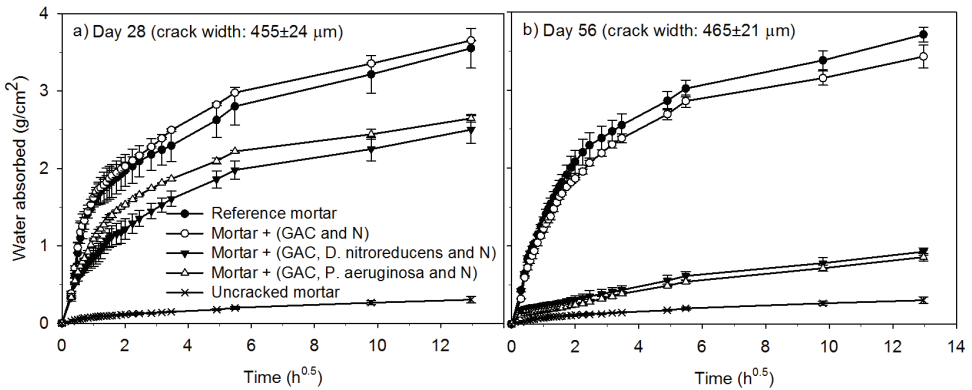 a) Day 28 (crack width: 455±24 μm)
b) Day 56 (crack width: 465±21 μm)
Water absorbed (g/cm2)
4
3
2
1
0
Reference mortar
Mortar + (GAC and N)
Mortar + (GAC, D. nitroreducens and N)
Mortar + (GAC, P. aeruginosa and N)
Uncracked mortar
0 2 4 6 8 10 12 0 2 4 6 8 10 12 14
Time (h0.5) Time (h0.5)